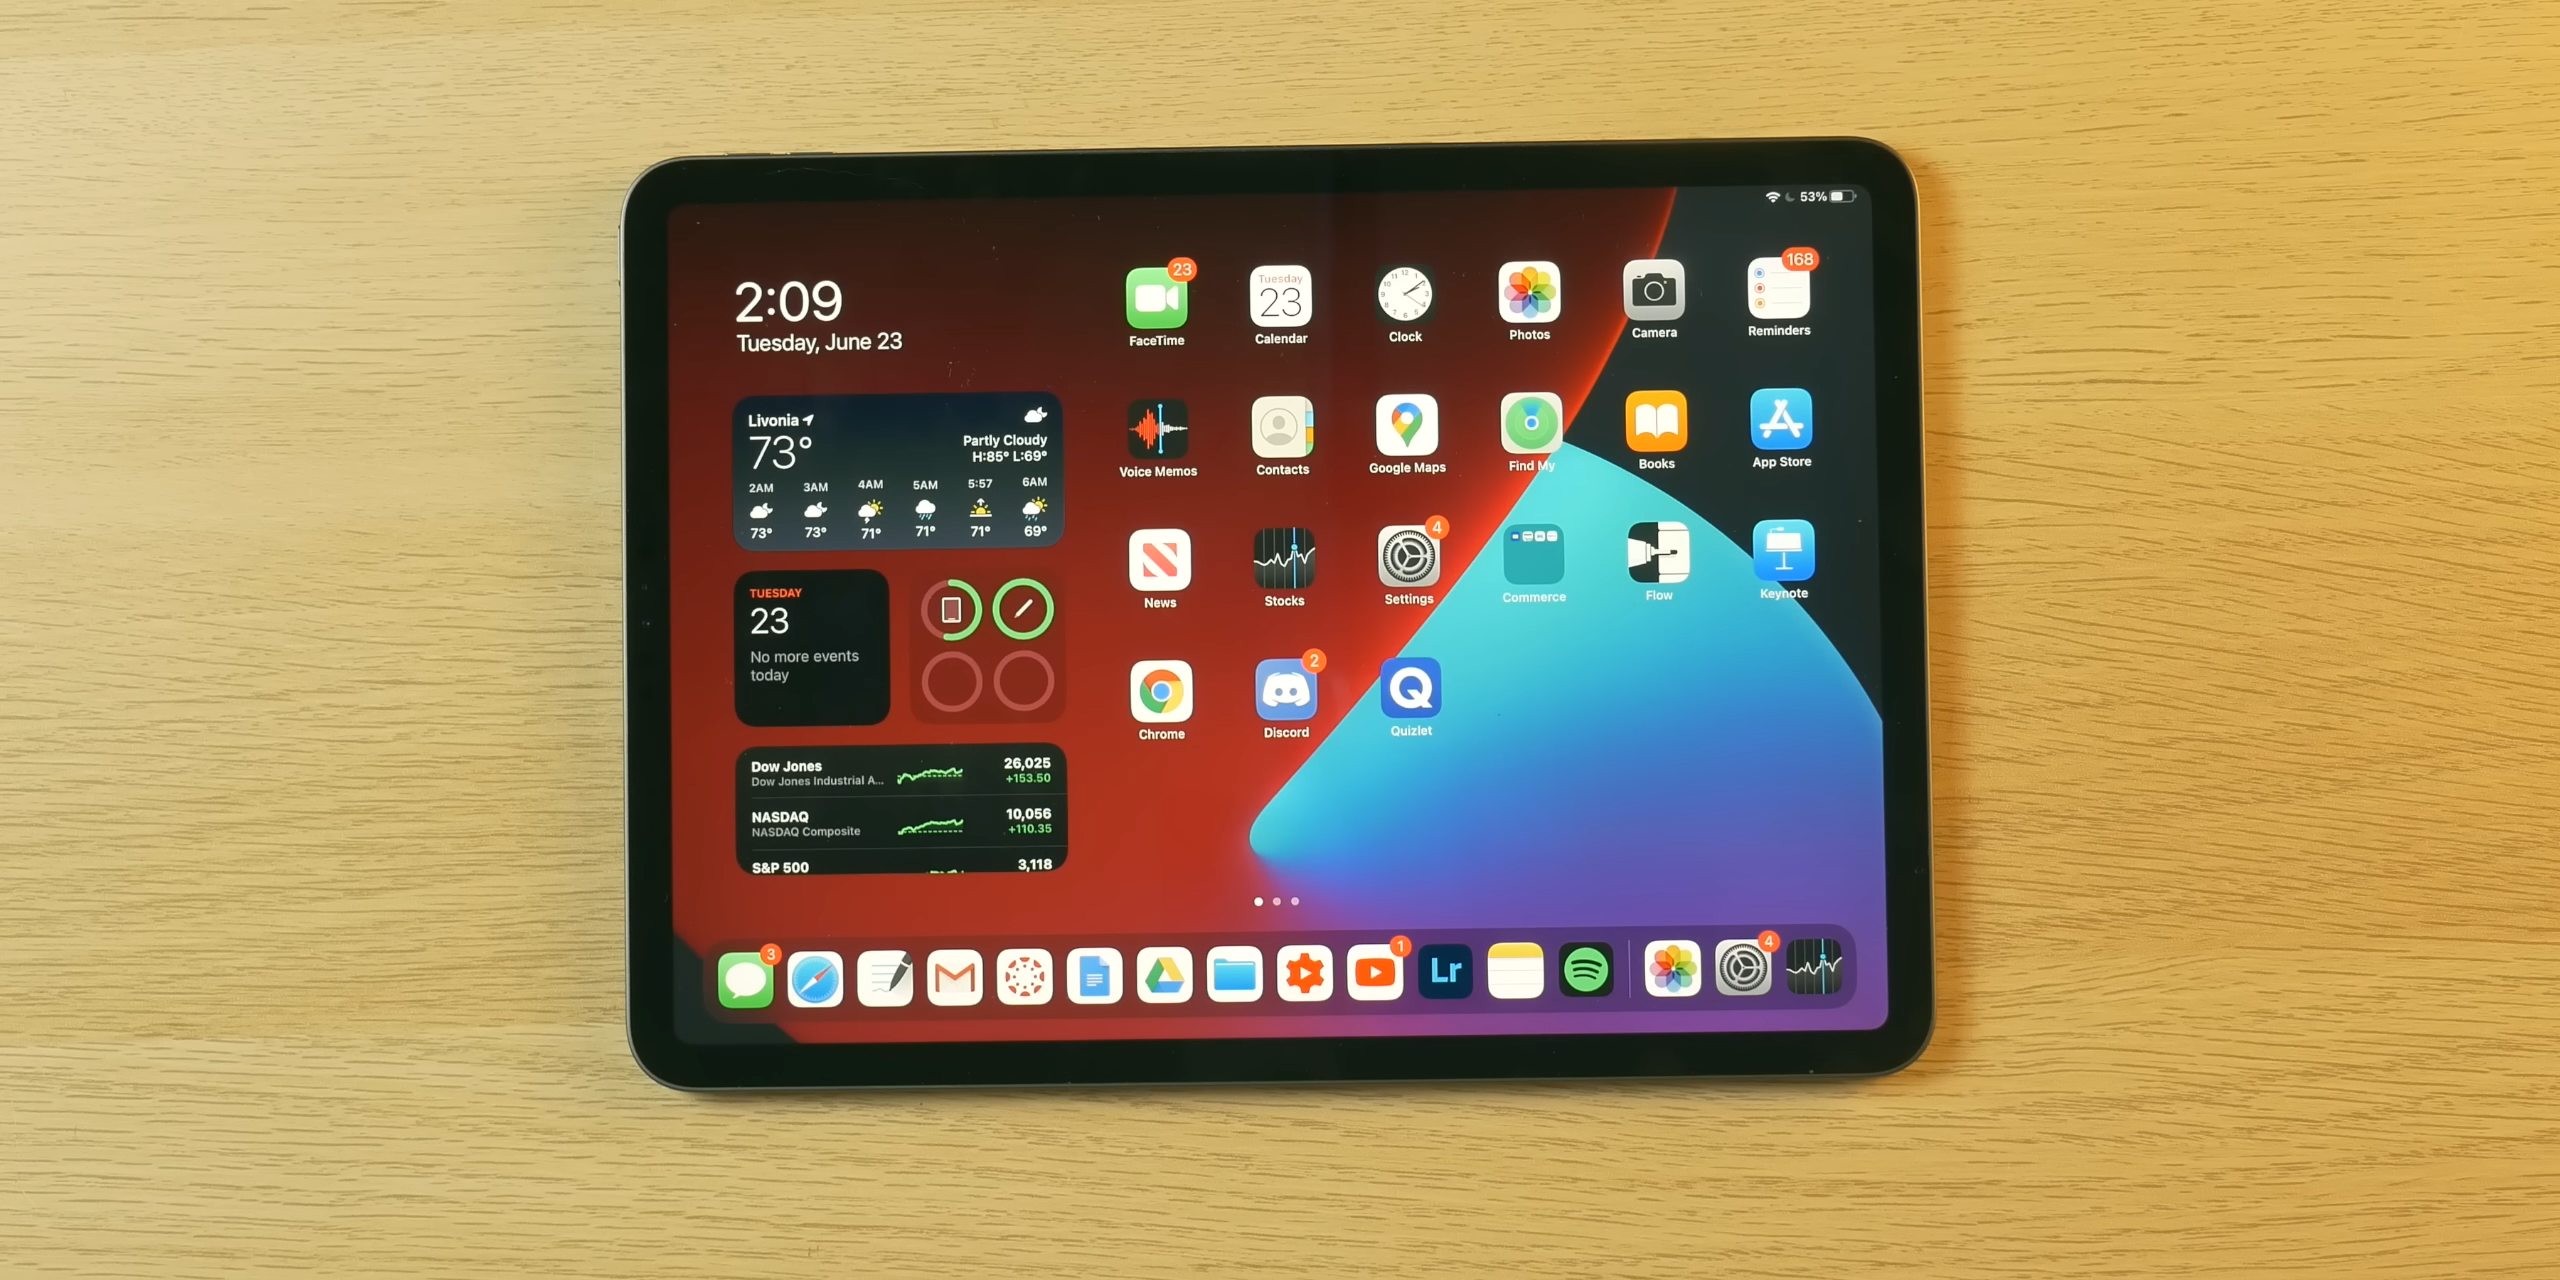 53%
2:09
Tuesday, June 23
Livonia
73°
Partly Cloudy
H:85° L:69°
2AM 3AM 4AM 5AM 5:57 6AM
73° 73° 71° 71° 71° 69°
TUESDAY
23
No more events
today
Dow Jones 26,025
Dow Jones Industrial A... +153.50
NASDAQ 10,056
NASDAQ Composite +110.35
S&P 500 3,118
23
Tuesday
23
168
FaceTime Calendar Clock Photos Camera Reminders
Voice Memos Contacts Google Maps Find My Books App Store
4
News Stocks Settings Commerce Flow Keynote
2
Chrome Discord Quizlet
3 1 4
Lr